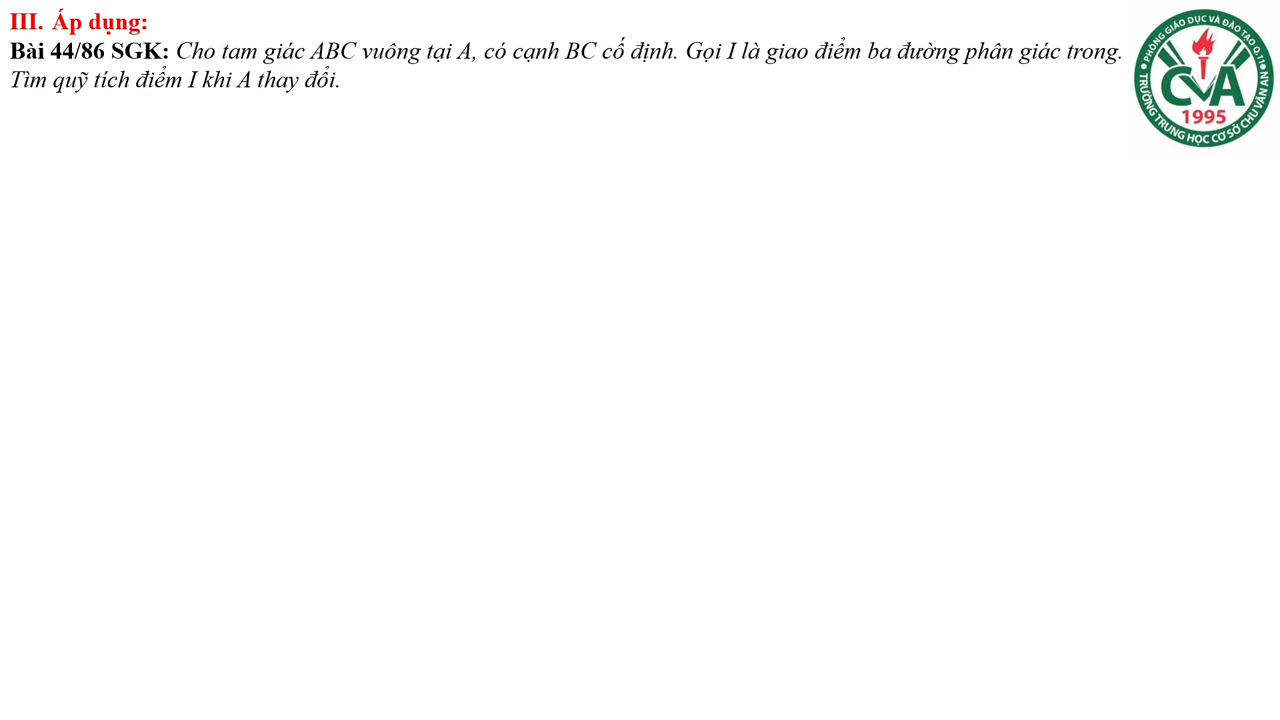 III. Áp dụng:
Bài 44/86 SGK: Cho tam giác ABC vuông tại A, có cạnh BC cố định. Gọi I là giao điểm ba đường phân giác trong.
Tìm quỹ tích điểm I khi A thay đổi.
PHÒNG GIÁO DỤC VÀ ĐÀO TẠO Q.11
CVA
1995
TRƯỜNG TRUNG HỌC CƠ SỞ CHU VĂN AN